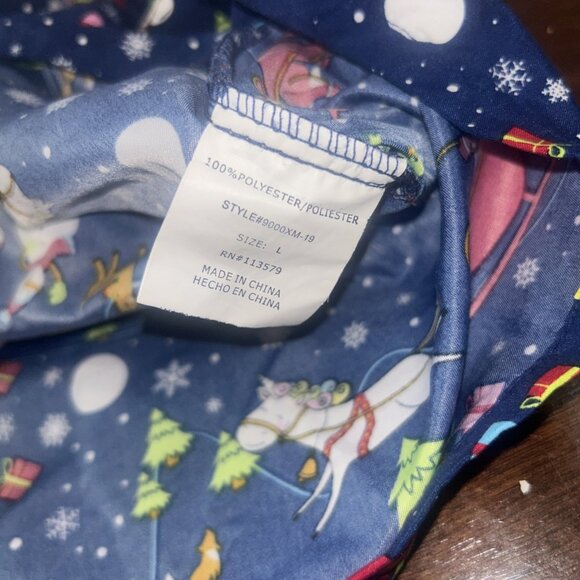 100%POLYESTER/POLIESTER
STYLE#9000XM-19
SIZE: L
RN#113579
MADE IN CHINA
HECHO EN CHINA